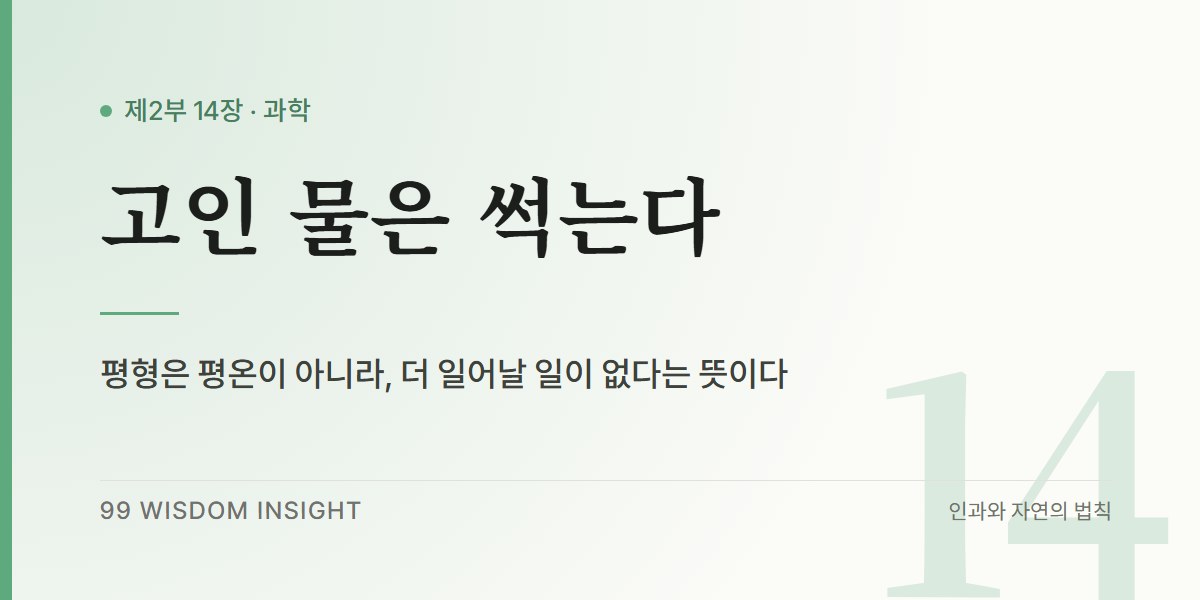 제2부 14장 · 과학
고인 물은 썩는다
평형은 평온이 아니라, 더 일어날 일이 없다는 뜻이다
99 WISDOM INSIGHT
인과와 자연의 법칙
14